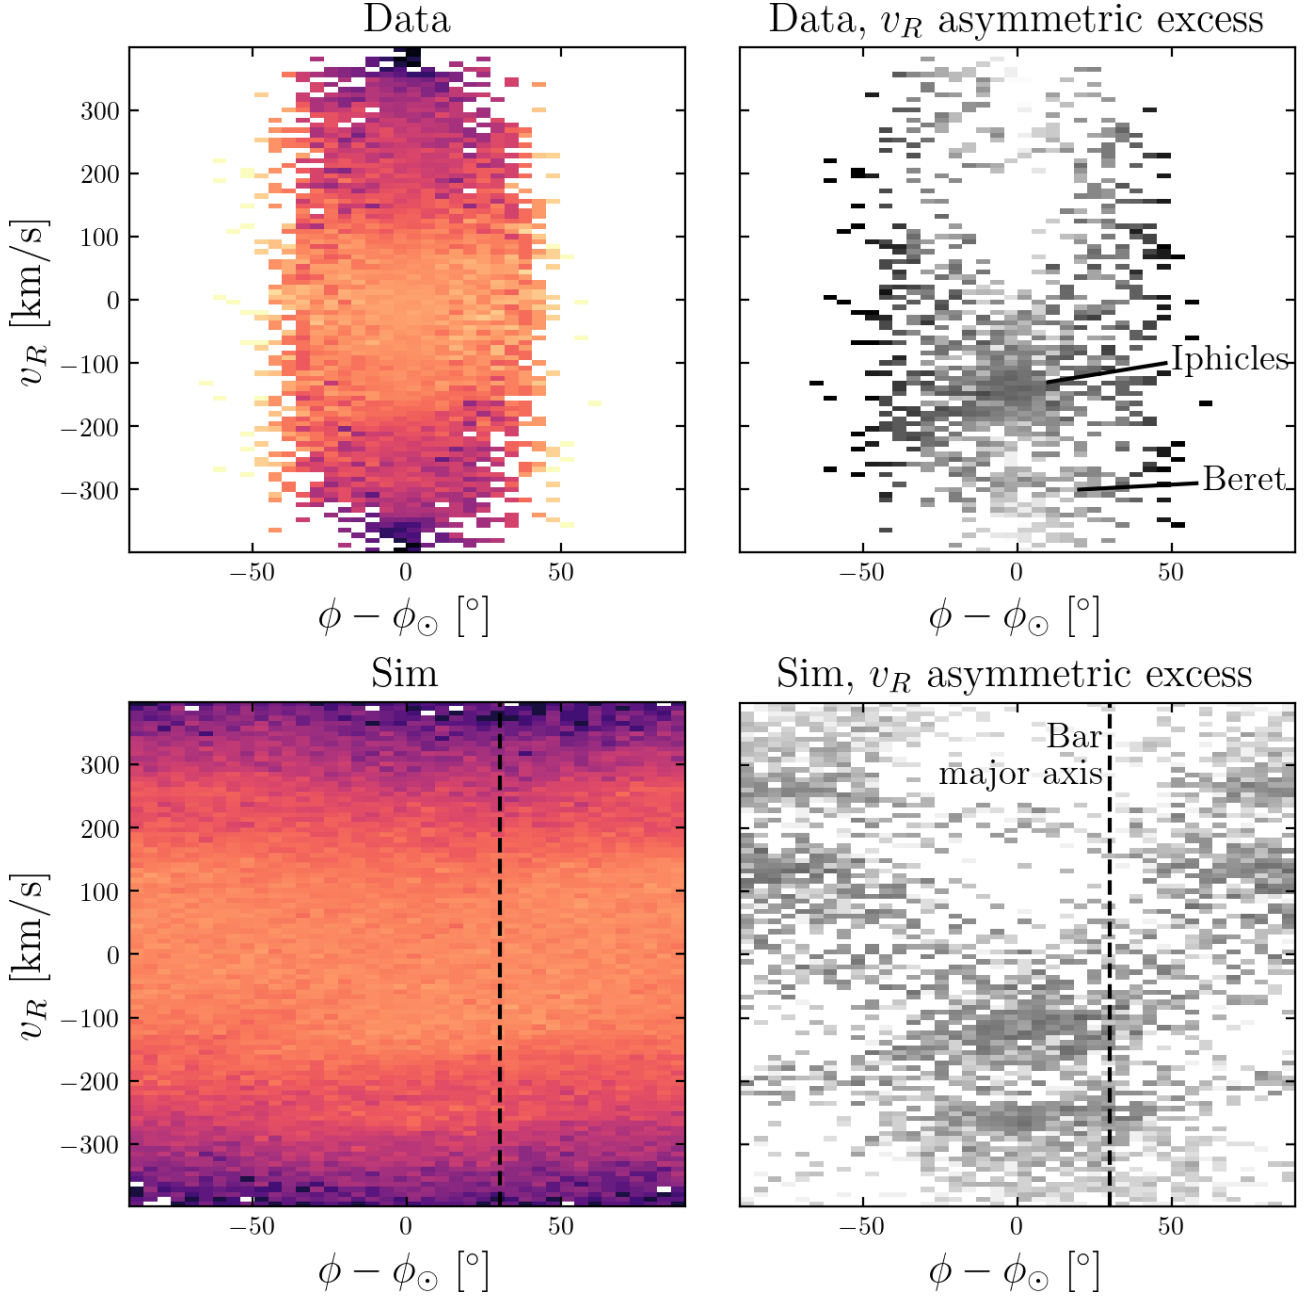 Data
Data, v_R asymmetric excess
300
200
100
0
−100
−200
−300
v_R [km/s]
Iphicles
Beret
−50
0
50
−50
0
50
ϕ − ϕ_⊙ [°]
ϕ − ϕ_⊙ [°]
Sim
Sim, v_R asymmetric excess
300
200
100
0
−100
−200
−300
v_R [km/s]
Bar
major axis
−50
0
50
−50
0
50
ϕ − ϕ_⊙ [°]
ϕ − ϕ_⊙ [°]